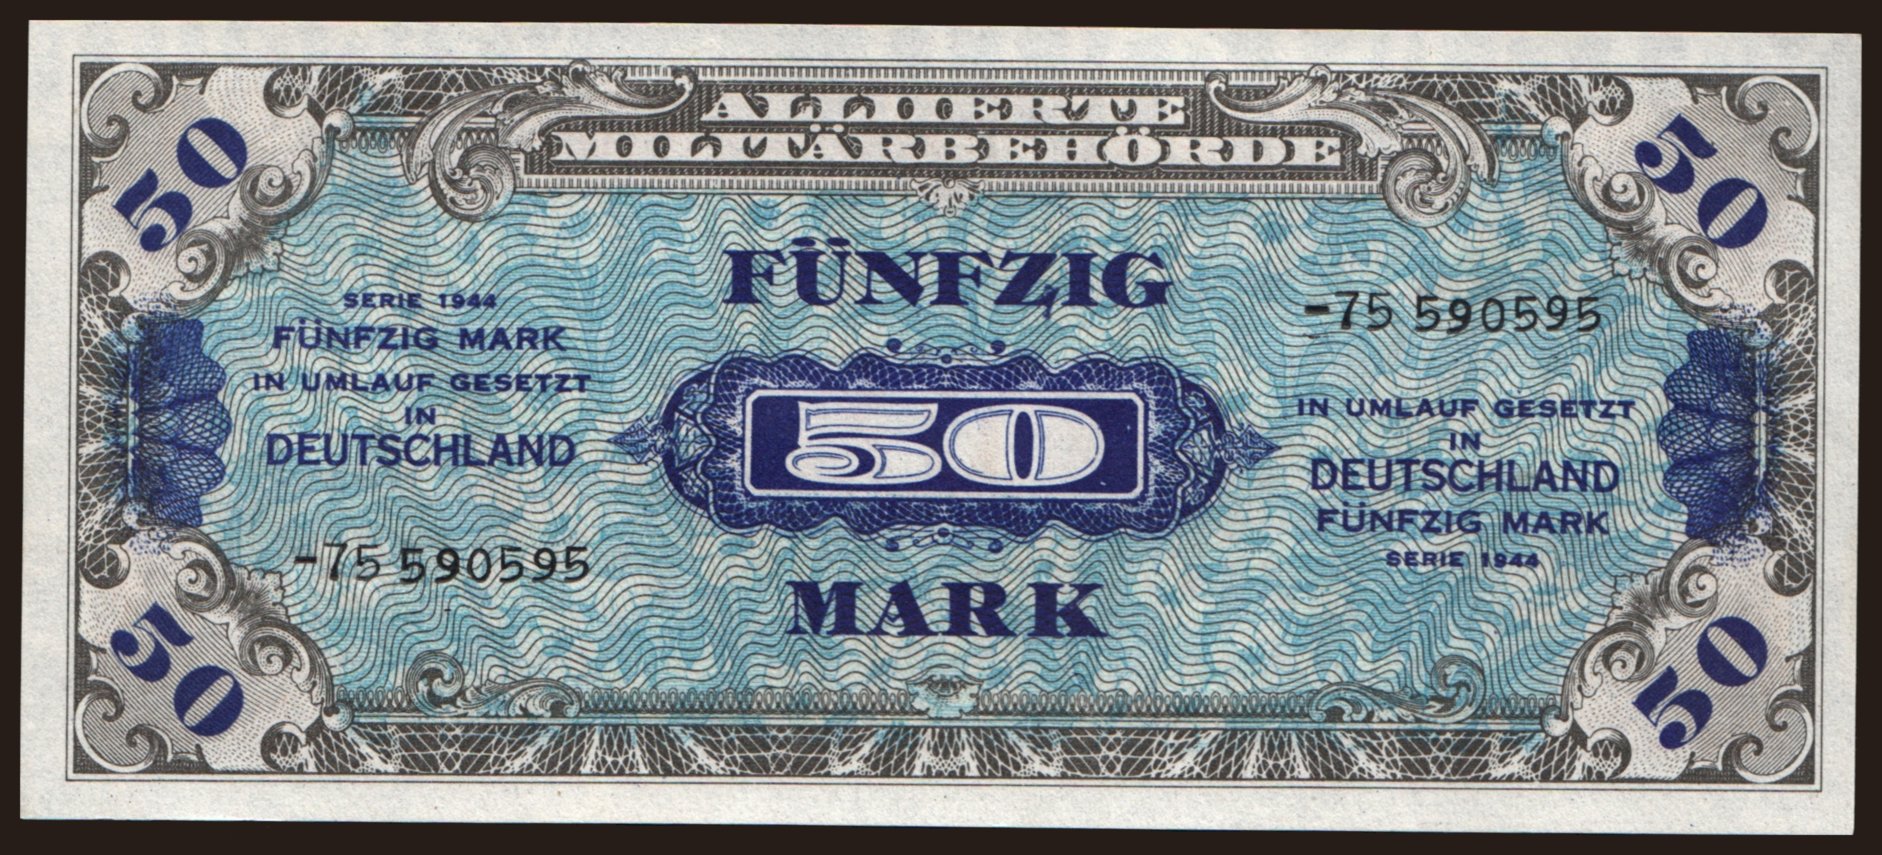 50
ALLIIERTE
MILITÄRBEHÖRDE
50
FÜNFZIG
SERIE 1944
FÜNFZIG MARK
IN UMLAUF GESETZT
IN
DEUTSCHLAND
-75 590595
50
-75 590595
IN UMLAUF GESETZT
IN
DEUTSCHLAND
FÜNFZIG MARK
SERIE 1944
MARK
50
50